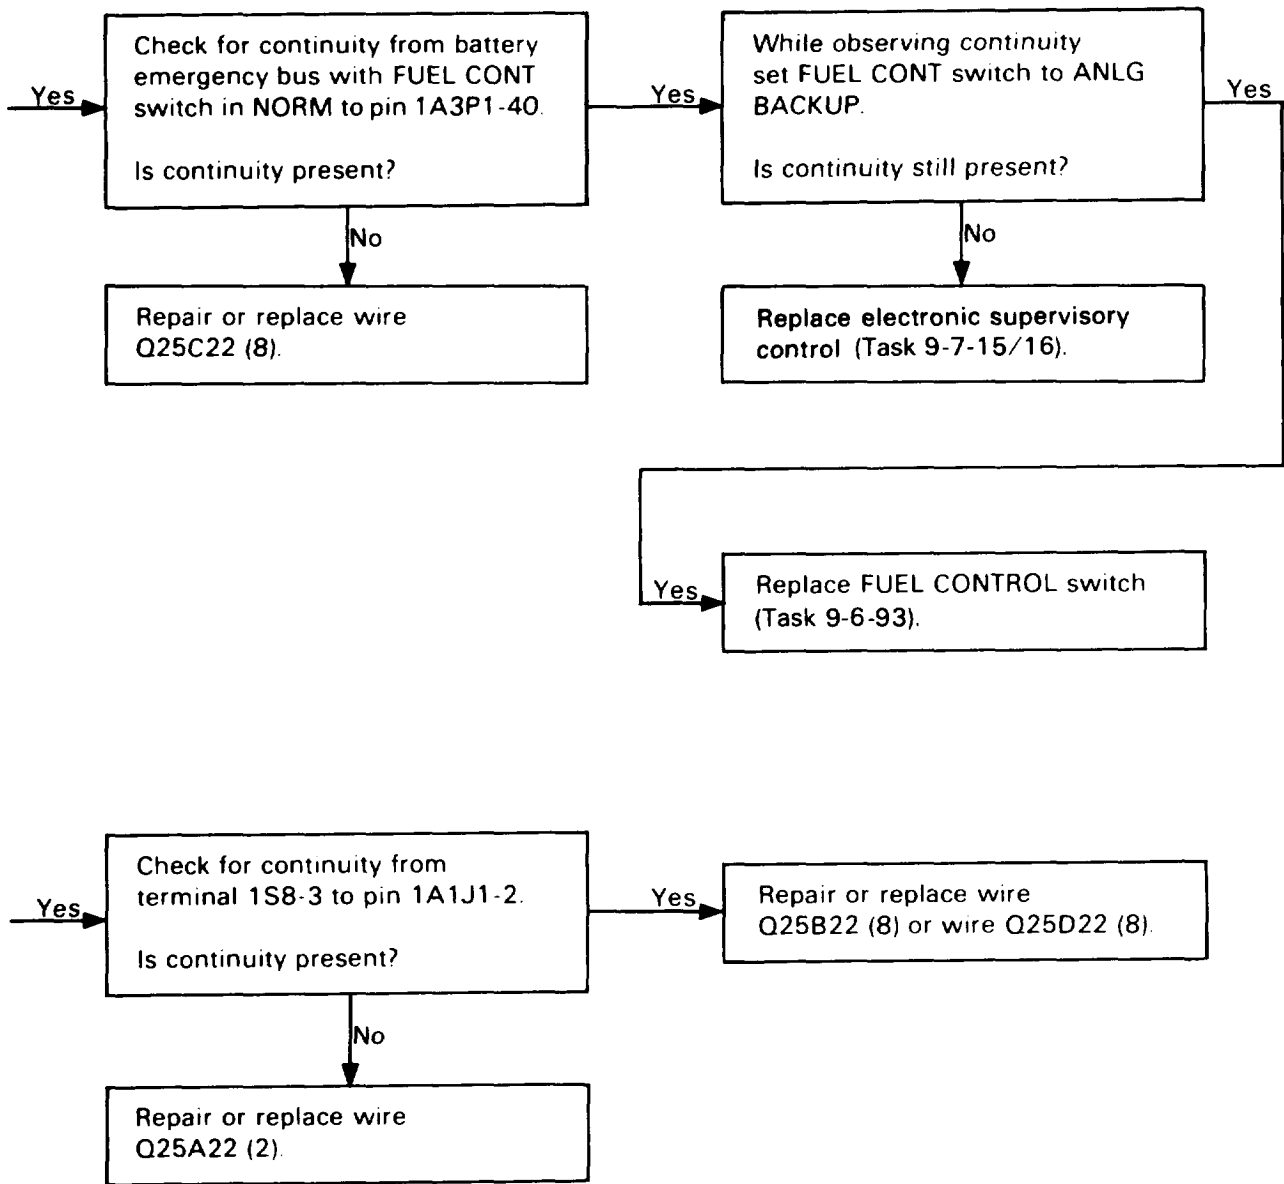 Yes
Check for continuity from battery
emergency bus with FUEL CONT
switch in NORM to pin 1A3P1-40.
Is continuity present?
Yes
While observing continuity
set FUEL CONT switch to ANLG
BACKUP.
Is continuity still present?
Yes
No
Repair or replace wire
Q25C22 (8).
No
Replace electronic supervisory
control (Task 9-7-15/16).
Yes
Replace FUEL CONTROL switch
(Task 9-6-93).
Yes
Check for continuity from
terminal 1S8-3 to pin 1A1J1-2.
Is continuity present?
Yes
Repair or replace wire
Q25B22 (8) or wire Q25D22 (8).
No
Repair or replace wire
Q25A22 (2).